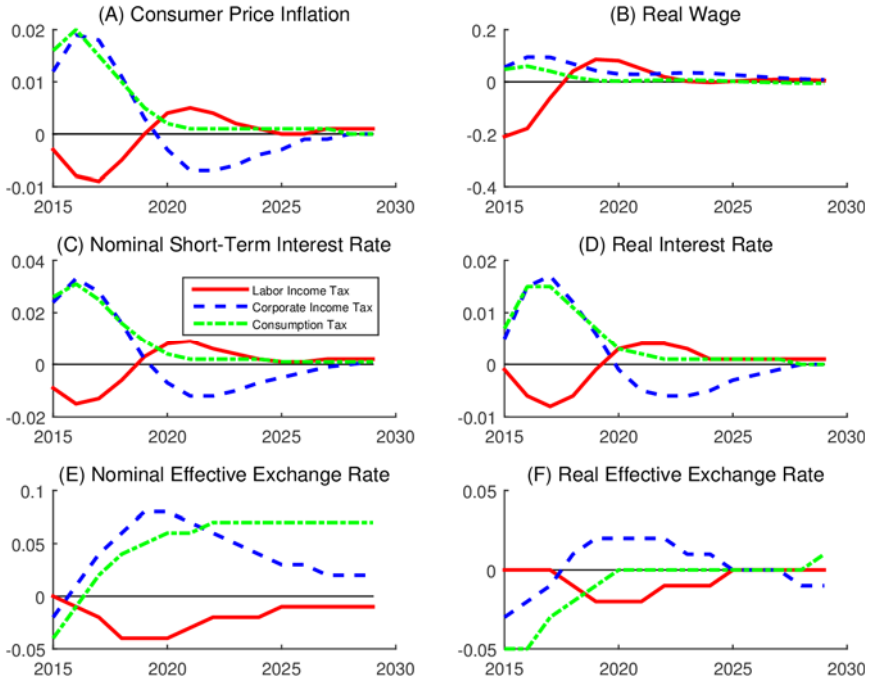 (A) Consumer Price Inflation
0.02
0.01
0
-0.01
2015 2020 2025 2030
(B) Real Wage
0.2
0
-0.2
-0.4
2015 2020 2025 2030
(C) Nominal Short-Term Interest Rate
0.04
0.02
0
-0.02
2015 2020 2025 2030
Labor Income Tax
Corporate Income Tax
Consumption Tax
(D) Real Interest Rate
0.02
0.01
0
-0.01
2015 2020 2025 2030
(E) Nominal Effective Exchange Rate
0.1
0.05
0
-0.05
2015 2020 2025 2030
(F) Real Effective Exchange Rate
0.05
0
-0.05
2015 2020 2025 2030